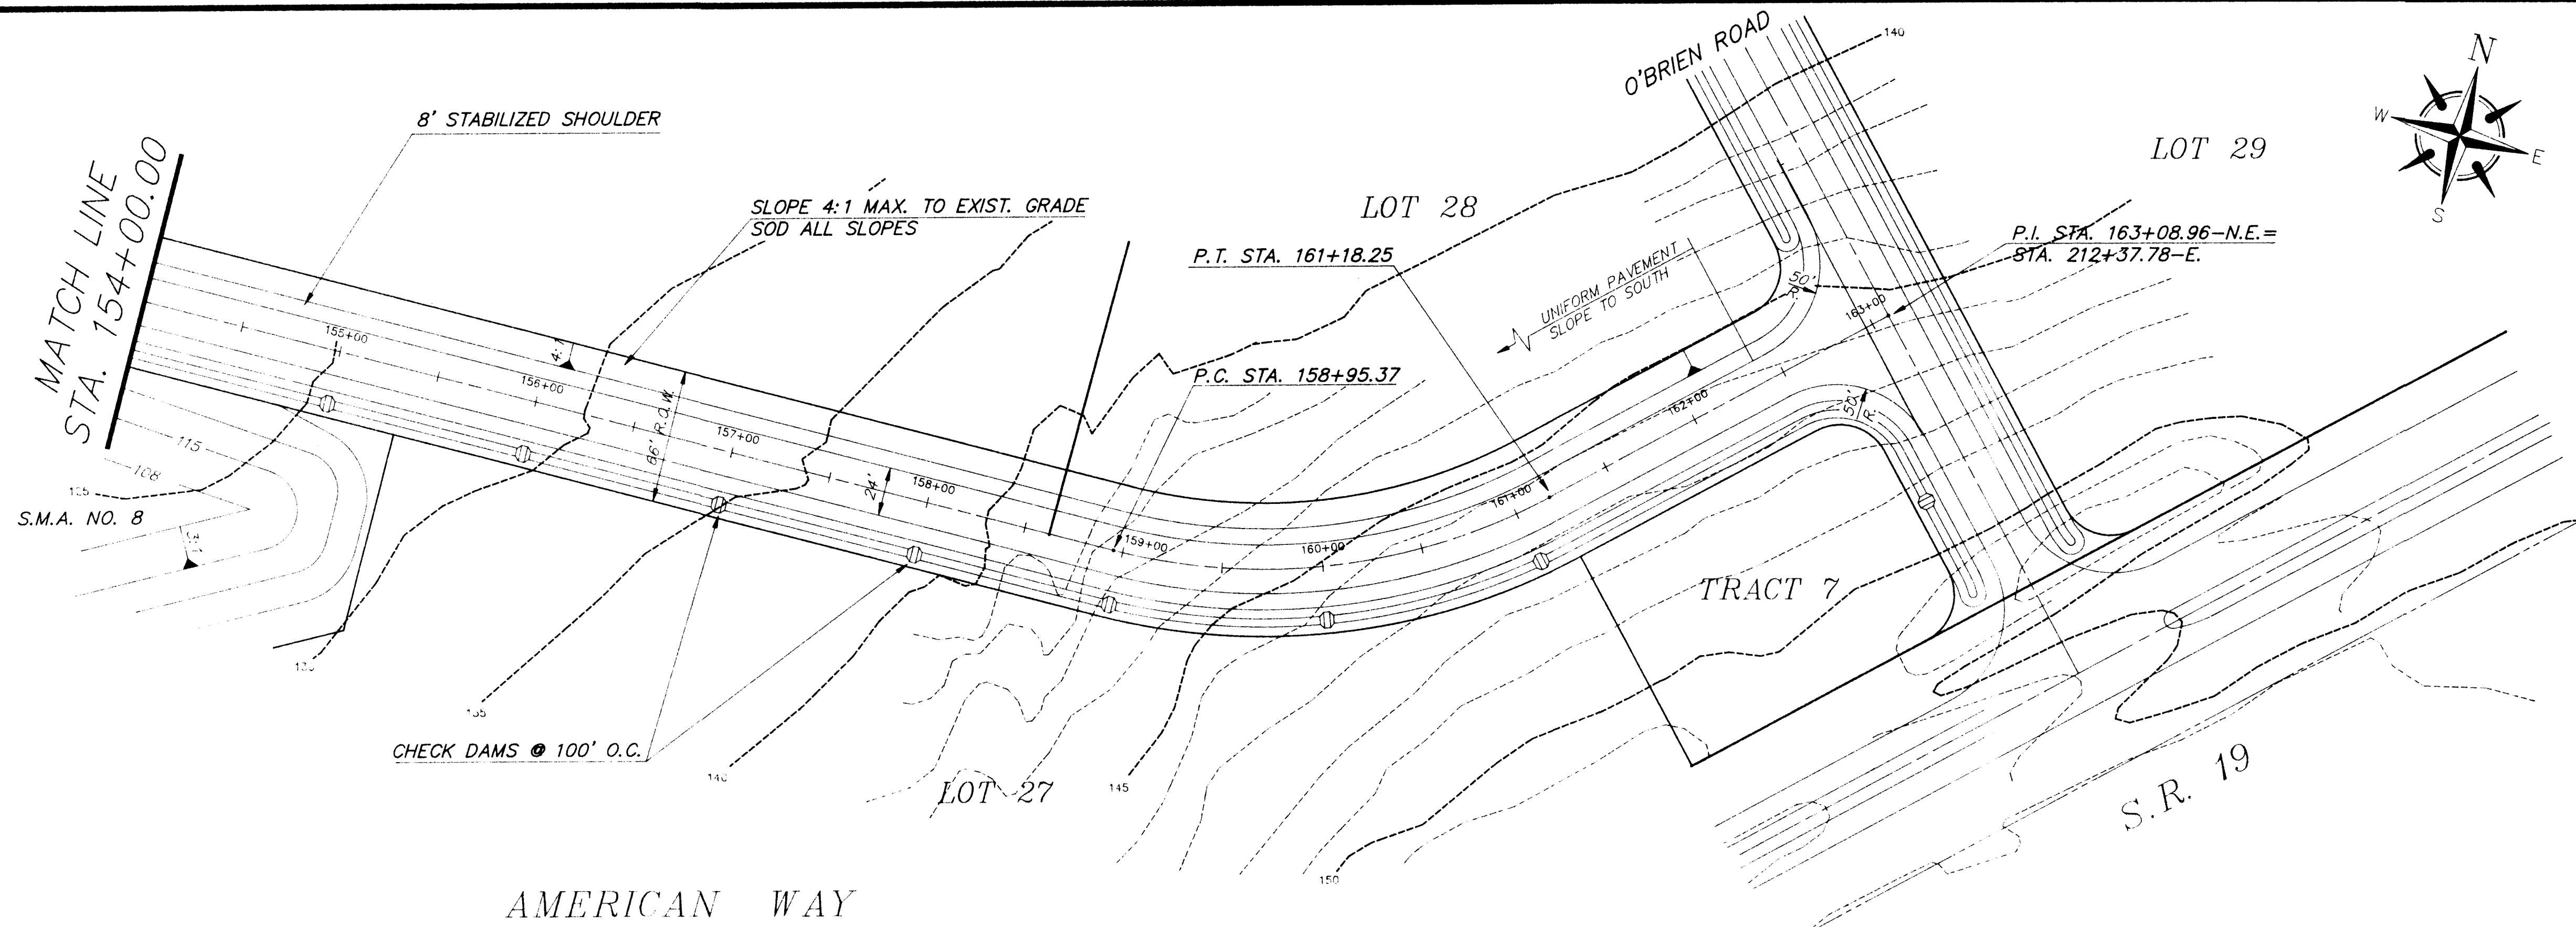 O'BRIEN ROAD
140
N
W
E
S
LOT 29
8' STABILIZED SHOULDER
MATCH LINE
STA. 154+00.00
SLOPE 4:1 MAX. TO EXIST. GRADE
SOD ALL SLOPES
LOT 28
P.T. STA. 161+18.25
P.I. STA. 163+08.96-N.E.=
STA. 212+37.78-E.
UNIFORM PAVEMENT
SLOPE TO SOUTH
50'
R
163+00
155+00
4:1
156+00
66' R.O.W.
157+00
24'
158+00
P.C. STA. 158+95.37
159+00
160+00
161+00
162+00
50'
R
115
108
125
S.M.A. NO. 8
3:1
TRACT 7
CHECK DAMS @ 100' O.C.
140
LOT 27
145
150
S.R. 19
AMERICAN WAY